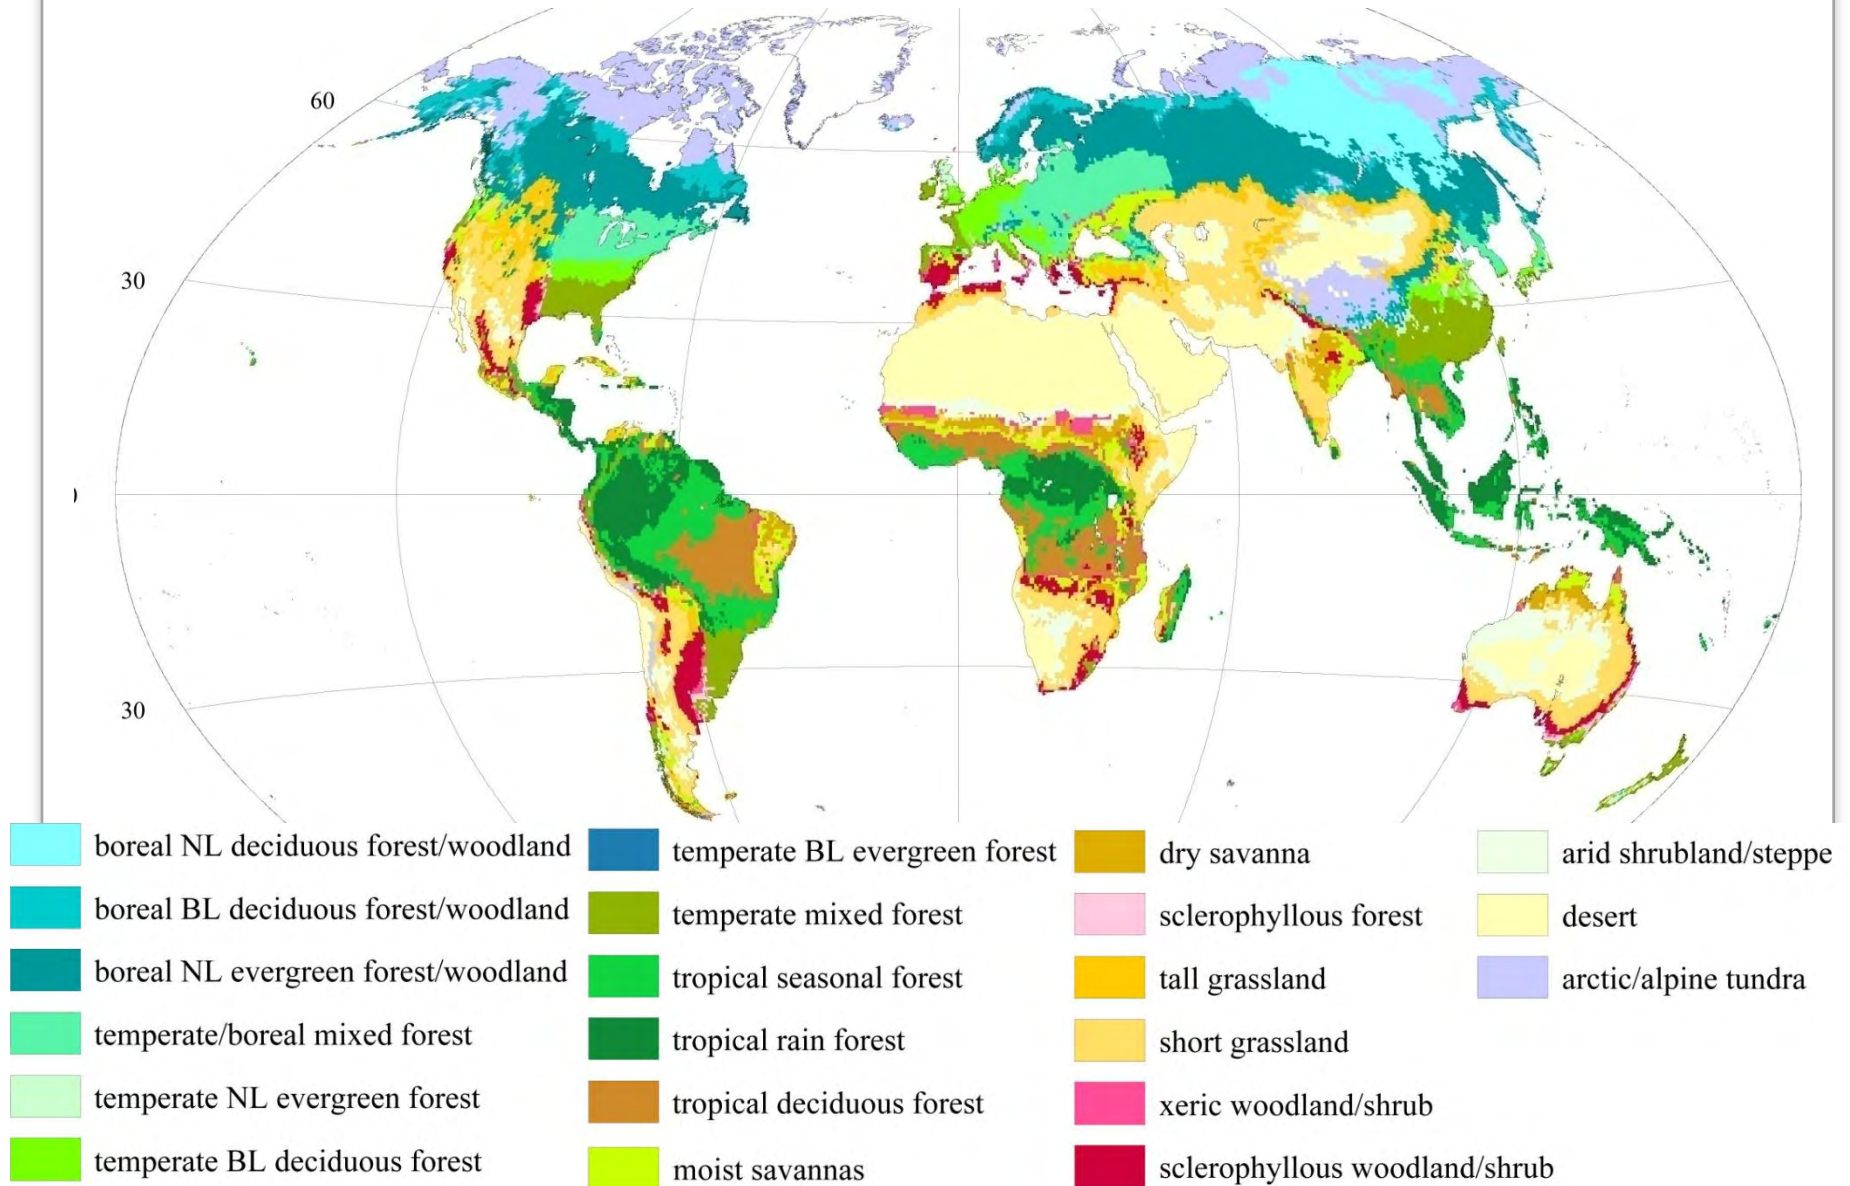 60
30
0
30
boreal NL deciduous forest/woodland
boreal BL deciduous forest/woodland
boreal NL evergreen forest/woodland
temperate/boreal mixed forest
temperate NL evergreen forest
temperate BL deciduous forest
temperate BL evergreen forest
temperate mixed forest
tropical seasonal forest
tropical rain forest
tropical deciduous forest
moist savannas
dry savanna
sclerophyllous forest
tall grassland
short grassland
xeric woodland/shrub
sclerophyllous woodland/shrub
arid shrubland/steppe
desert
arctic/alpine tundra